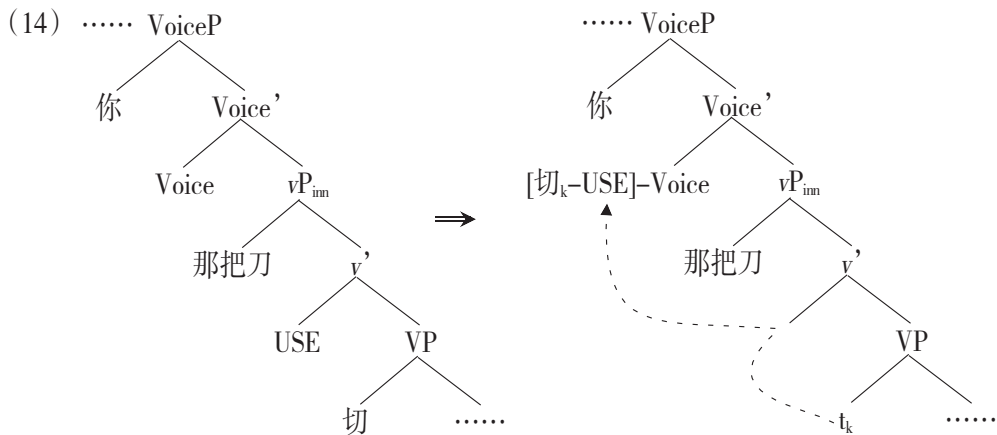 (14) ······ VoiceP ······ VoiceP
你 Voice’ 你 Voice’
Voice vPinn [切k–USE]–Voice vPinn
⇒
那把刀 v’ 那把刀 v’
USE VP VP
切 ······ tk ······